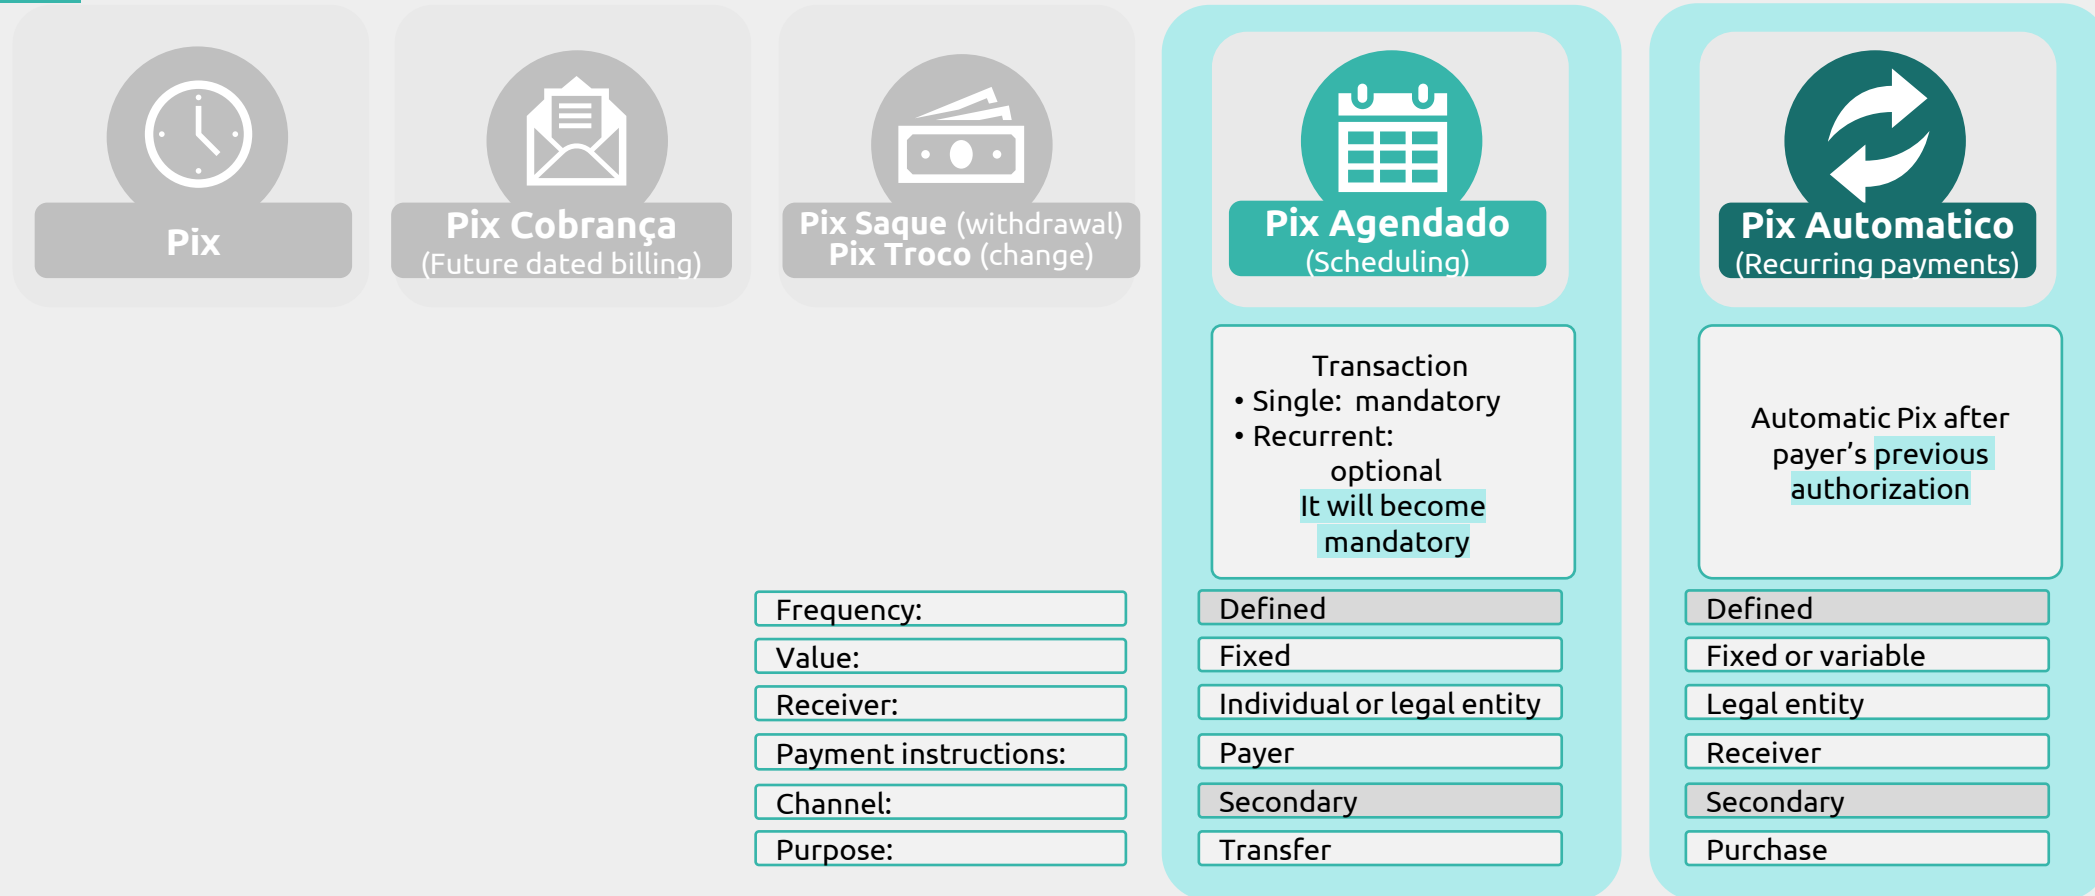 Pix
Pix Cobrança
(Future dated billing)
Pix Saque (withdrawal)
Pix Troco (change)
Pix Agendado
(Scheduling)
Pix Automatico
(Recurring payments)
Transaction
• Single: mandatory
• Recurrent:
optional
It will become
mandatory
Automatic Pix after
payer’s previous
authorization
Frequency:
Defined
Defined
Value:
Fixed
Fixed or variable
Receiver:
Individual or legal entity
Legal entity
Payment instructions:
Payer
Receiver
Channel:
Secondary
Secondary
Purpose:
Transfer
Purchase